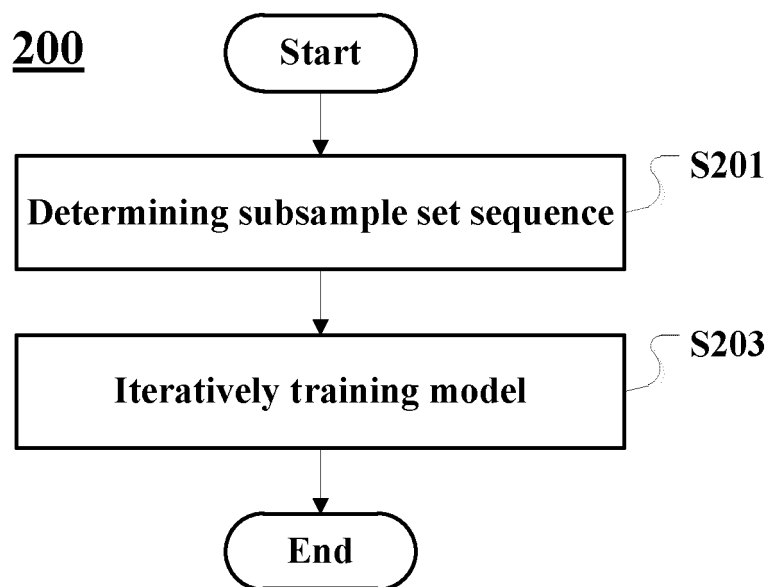 200
Start
Determining subsample set sequence
S201
Iteratively training model
S203
End